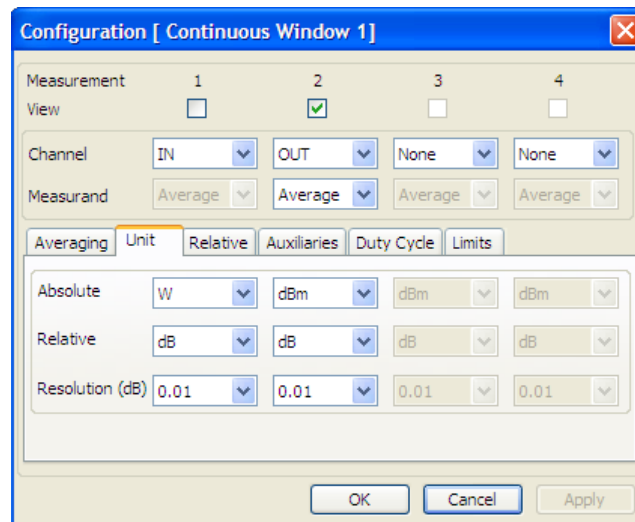 Configuration [ Continuous Window 1]
Measurement 1 2 3 4
View
Channel IN OUT None None
Measurand Average Average Average Average
Averaging Unit Relative Auxiliaries Duty Cycle Limits
Absolute W dBm dBm dBm
Relative dB dB dB dB
Resolution (dB) 0.01 0.01 0.01 0.01
OK Cancel Apply